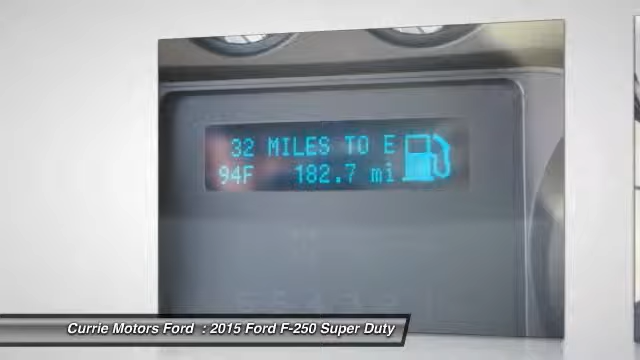 32 MILES TO E
94F 182.7 mi
Currie Motors Ford : 2015 Ford F-250 Super Duty